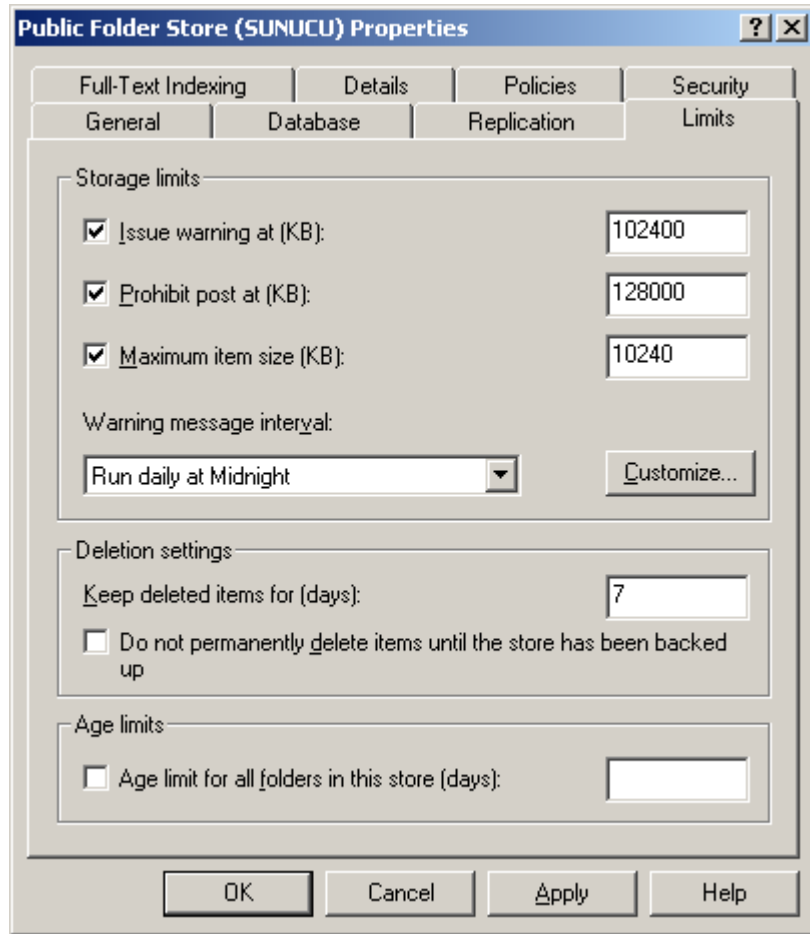 Public Folder Store (SUNUCU) Properties
Full-Text Indexing Details Policies Security
General Database Replication Limits
Storage limits
Issue warning at (KB): 102400
Prohibit post at (KB): 128000
Maximum item size (KB): 10240
Warning message interval:
Run daily at Midnight Customize...
Deletion settings
Keep deleted items for (days): 7
Do not permanently delete items until the store has been backed
up
Age limits
Age limit for all folders in this store (days):
OK Cancel Apply Help